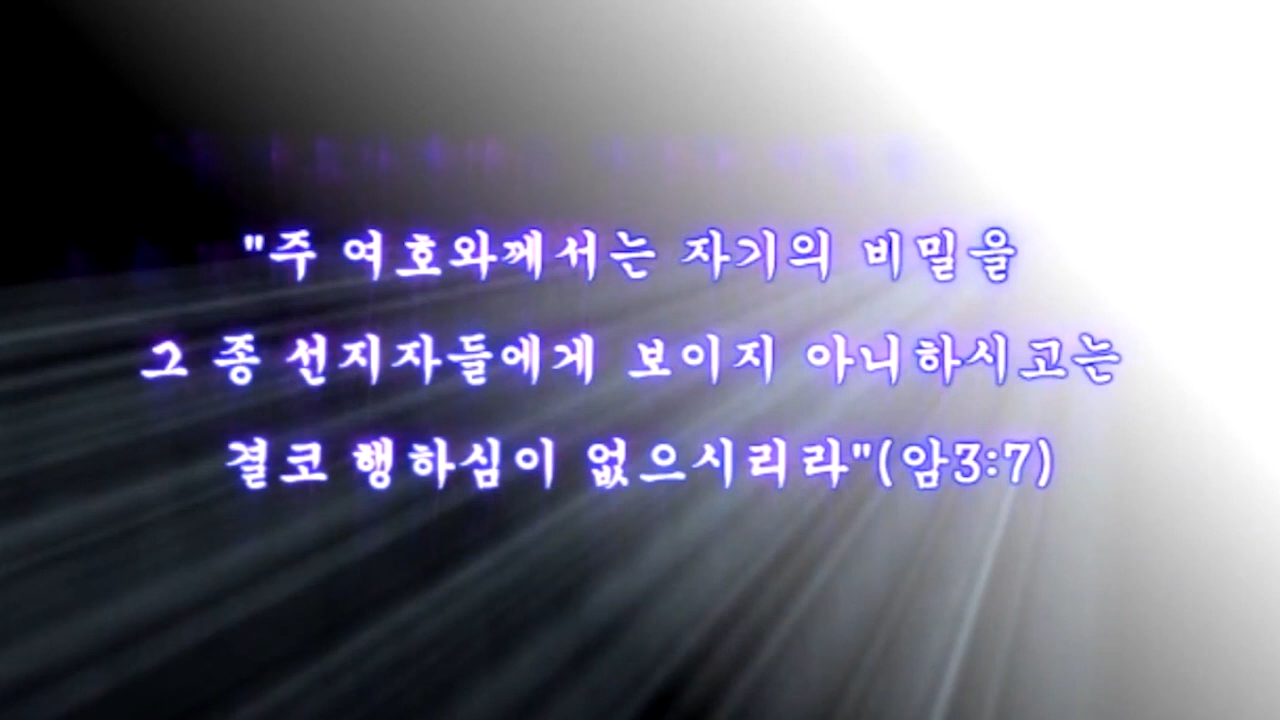 "주 여호와께서는 자기의 비밀을
그 종 선지자들에게 보이지 아니하시고는
결코 행하심이 없으시리라"(암3:7)